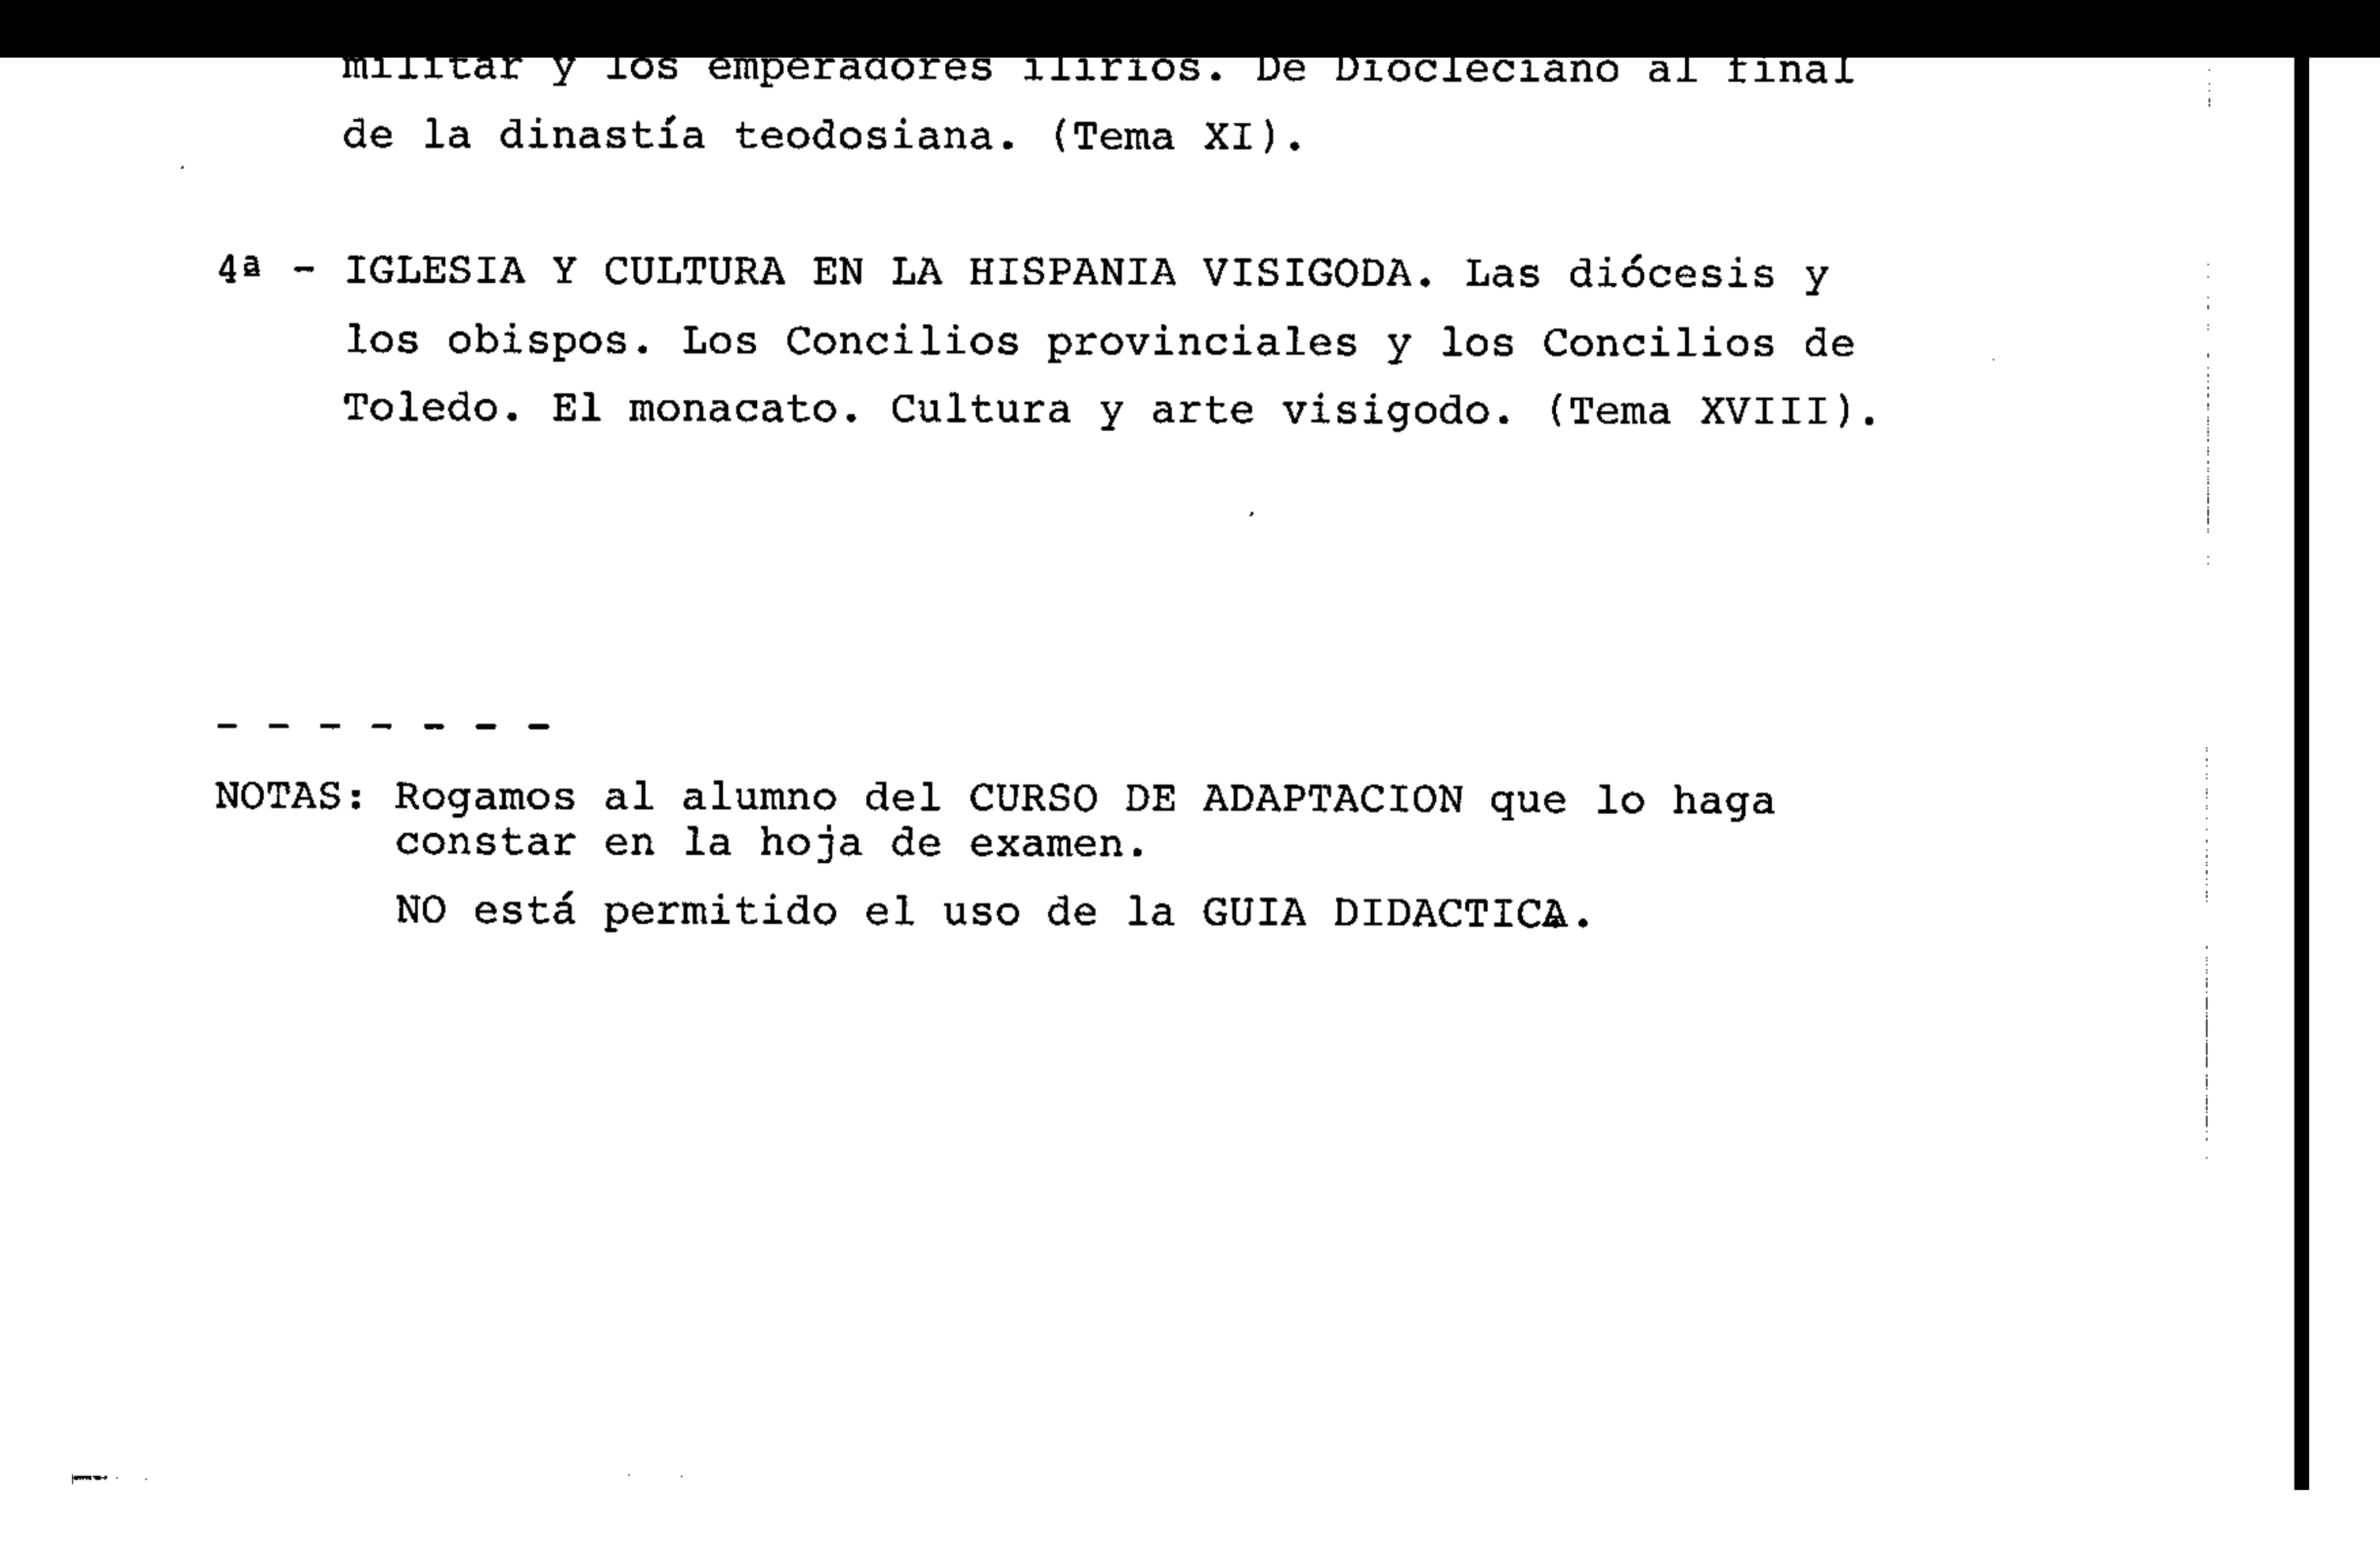 militar y los emperadores ilirios. De Diocleciano al final
de la dinastía teodosiana. (Tema XI).
4ª - IGLESIA Y CULTURA EN LA HISPANIA VISIGODA. Las diócesis y
los obispos. Los Concilios provinciales y los Concilios de
Toledo. El monacato. Cultura y arte visigodo. (Tema XVIII).
- - - - - - -
NOTAS: Rogamos al alumno del CURSO DE ADAPTACION que lo haga
constar en la hoja de examen.
NO está permitido el uso de la GUIA DIDACTICA.